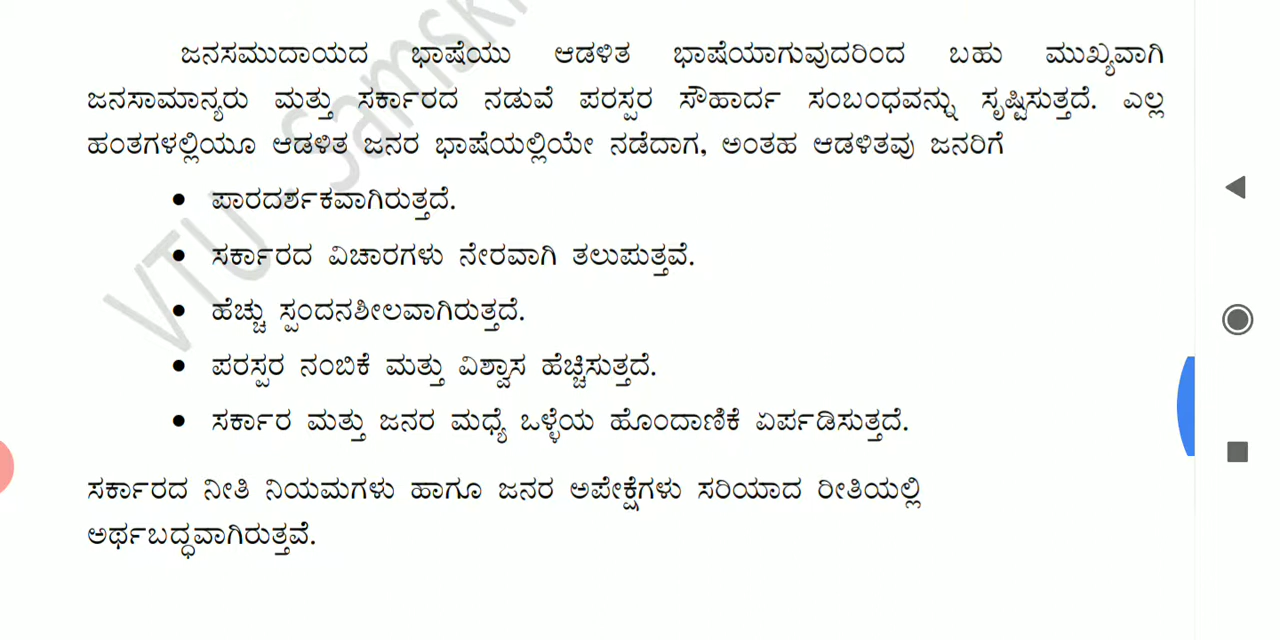 ಜನಸಮುದಾಯದ ಭಾಷೆಯು ಆಡಳಿತ ಭಾಷೆಯಾಗುವುದರಿಂದ ಬಹು ಮುಖ್ಯವಾಗಿ
ಜನಸಾಮಾನ್ಯರು ಮತ್ತು ಸರ್ಕಾರದ ನಡುವೆ ಪರಸ್ಪರ ಸೌಹಾರ್ದ ಸಂಬಂಧವನ್ನು ಸೃಷ್ಟಿಸುತ್ತದೆ. ಎಲ್ಲ
ಹಂತಗಳಲ್ಲಿಯೂ ಆಡಳಿತ ಜನರ ಭಾಷೆಯಲ್ಲಿಯೇ ನಡೆದಾಗ, ಅಂತಹ ಆಡಳಿತವು ಜನರಿಗೆ
• ಪಾರದರ್ಶಕವಾಗಿರುತ್ತದೆ.
• ಸರ್ಕಾರದ ವಿಚಾರಗಳು ನೇರವಾಗಿ ತಲುಪುತ್ತವೆ.
• ಹೆಚ್ಚು ಸ್ಪಂದನಶೀಲವಾಗಿರುತ್ತದೆ.
• ಪರಸ್ಪರ ನಂಬಿಕೆ ಮತ್ತು ವಿಶ್ವಾಸ ಹೆಚ್ಚಿಸುತ್ತದೆ.
• ಸರ್ಕಾರ ಮತ್ತು ಜನರ ಮಧ್ಯೆ ಒಳ್ಳೆಯ ಹೊಂದಾಣಿಕೆ ಏರ್ಪಡಿಸುತ್ತದೆ.
ಸರ್ಕಾರದ ನೀತಿ ನಿಯಮಗಳು ಹಾಗೂ ಜನರ ಅಪೇಕ್ಷೆಗಳು ಸರಿಯಾದ ರೀತಿಯಲ್ಲಿ
ಅರ್ಥಬದ್ಧವಾಗಿರುತ್ತವೆ.
VTU - Samsk